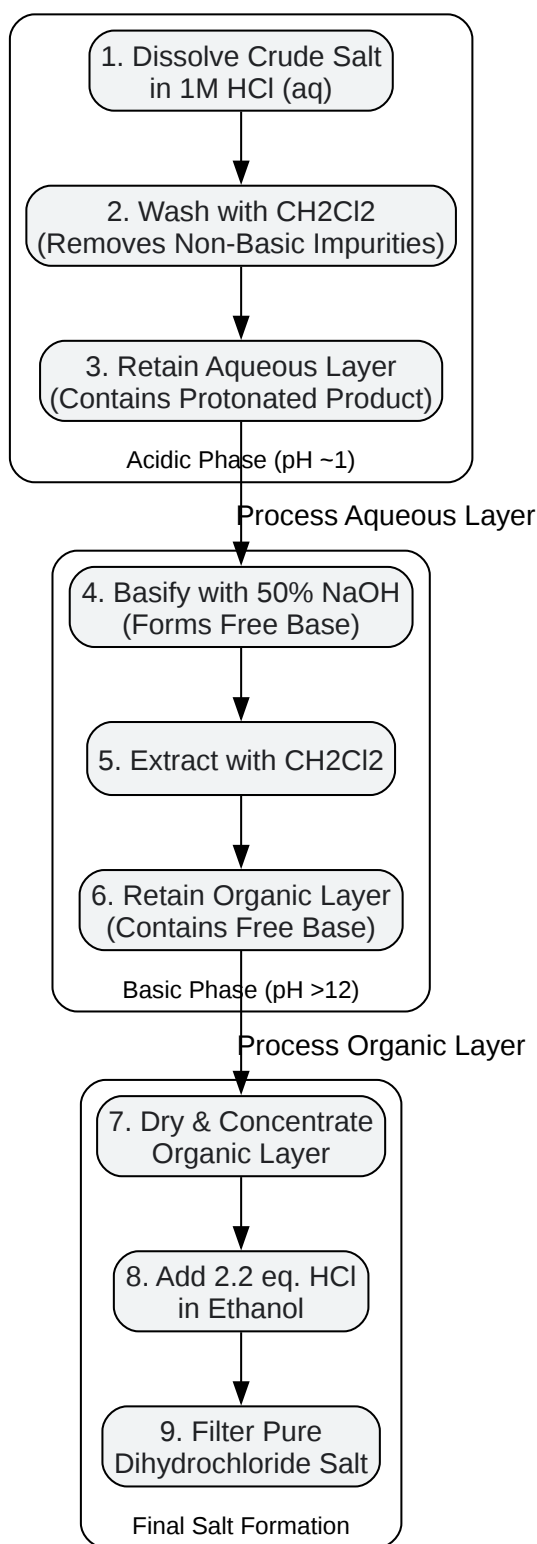 1. Dissolve Crude Salt
in 1M HCl (aq)
2. Wash with CH2Cl2
(Removes Non-Basic Impurities)
3. Retain Aqueous Layer
(Contains Protonated Product)
Acidic Phase (pH ~1)
Process Aqueous Layer
4. Basify with 50% NaOH
(Forms Free Base)
5. Extract with CH2Cl2
6. Retain Organic Layer
(Contains Free Base)
Basic Phase (pH >12)
Process Organic Layer
7. Dry & Concentrate
Organic Layer
8. Add 2.2 eq. HCl
in Ethanol
9. Filter Pure
Dihydrochloride Salt
Final Salt Formation